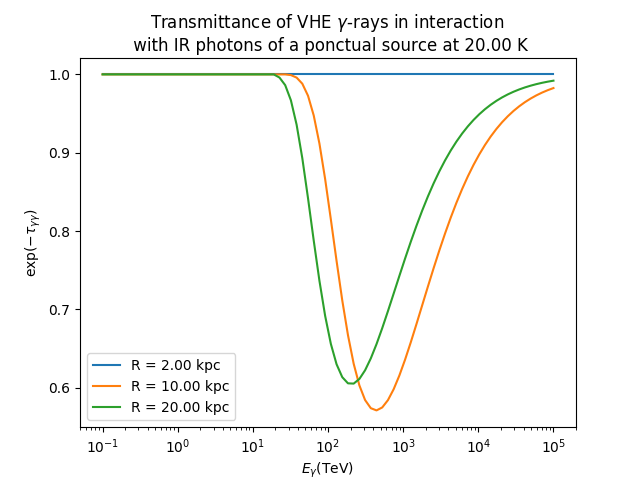 Transmittance of VHE γ-rays in interaction
with IR photons of a ponctual source at 20.00 K
1.0
0.9
0.8
0.7
0.6
exp(−τγγ)
R = 2.00 kpc
R = 10.00 kpc
R = 20.00 kpc
10⁻¹ 10⁰ 10¹ 10² 10³ 10⁴ 10⁵
Eγ(TeV)